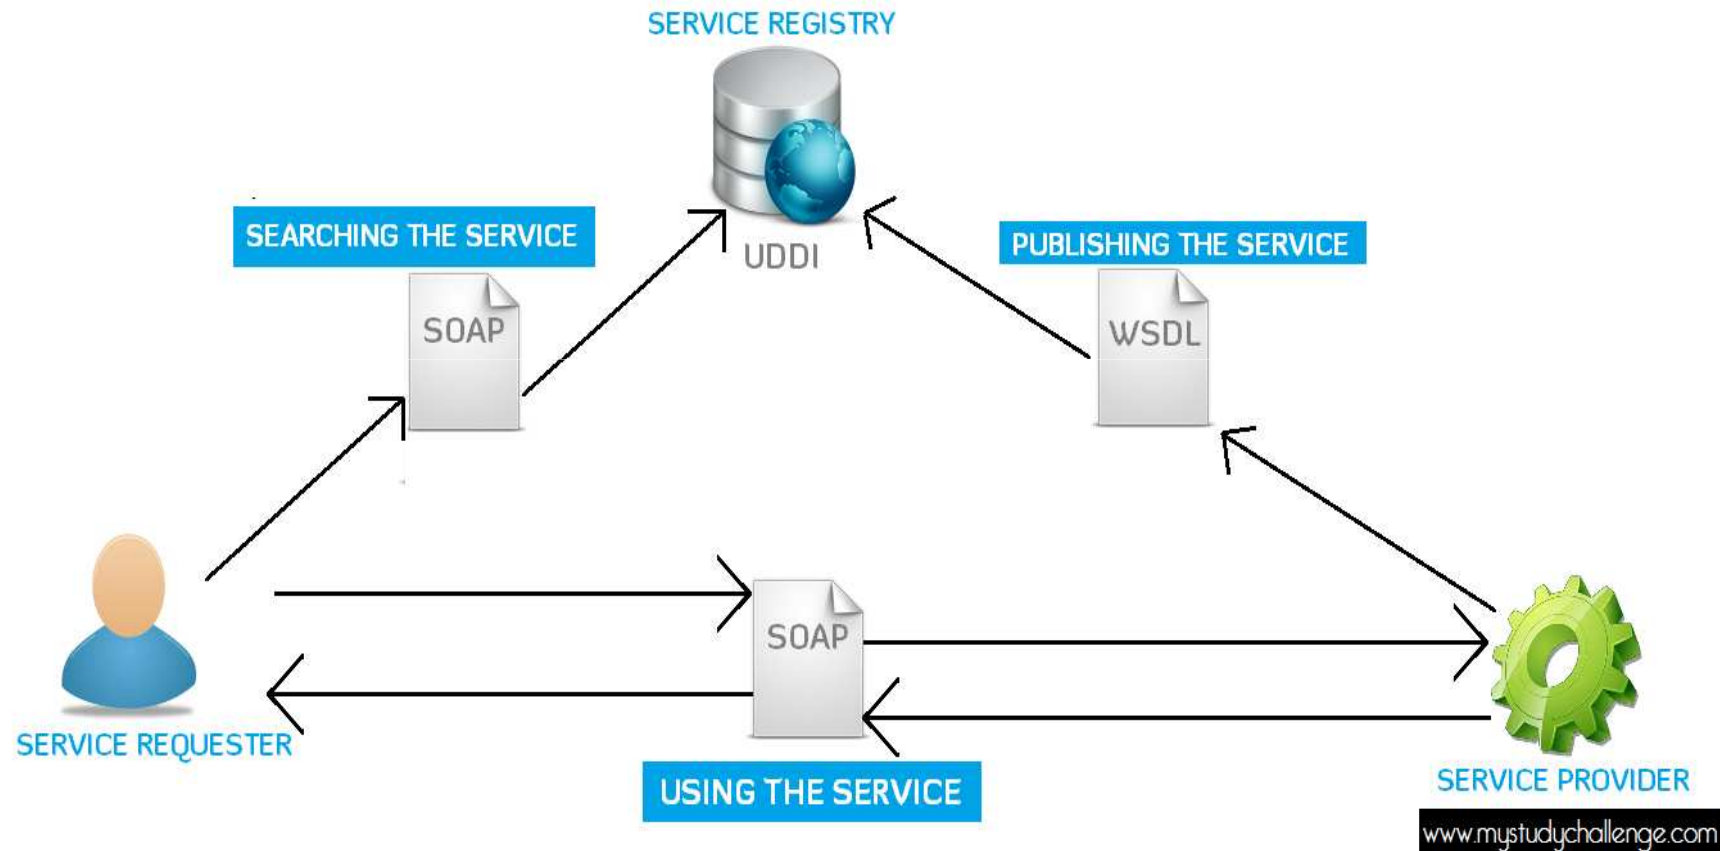 SERVICE REGISTRY
UDDI
SEARCHING THE SERVICE
SOAP
PUBLISHING THE SERVICE
WSDL
SERVICE REQUESTER
SOAP
USING THE SERVICE
SERVICE PROVIDER
www.mystudychallenge.com